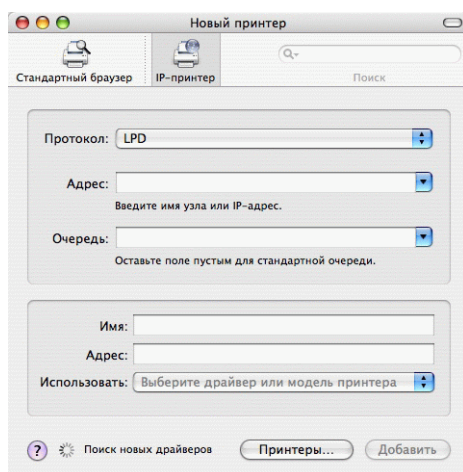 Новый принтер
Стандартный браузер IP-принтер Поиск
Протокол: LPD
Адрес:
Введите имя узла или IP-адрес.
Очередь:
Оставьте поле пустым для стандартной очереди.
Имя:
Адрес:
Использовать: Выберите драйвер или модель принтера
? Поиск новых драйверов Принтеры... Добавить